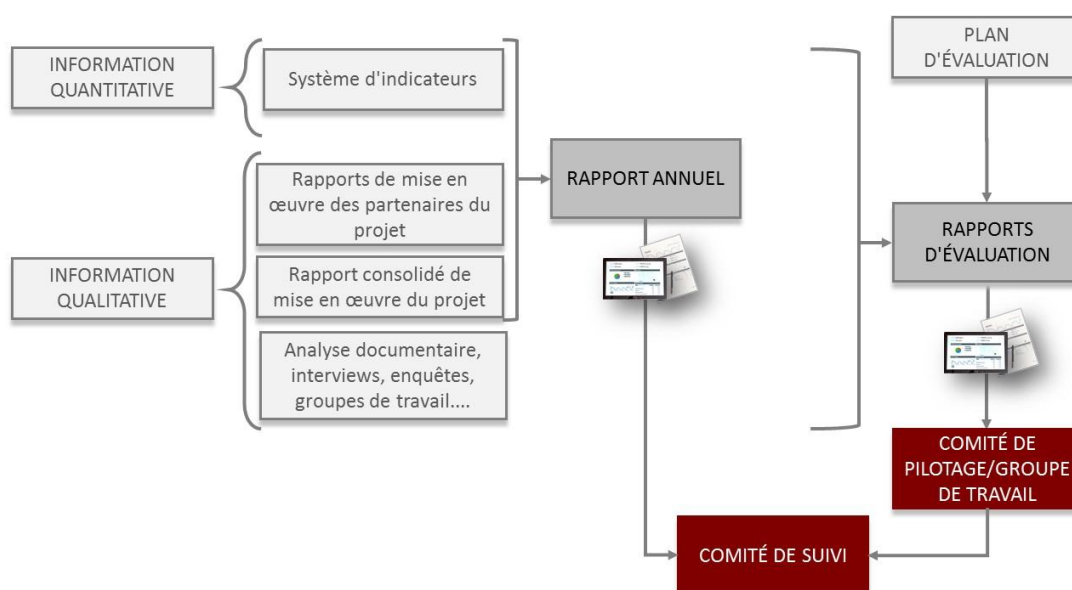 INFORMATION
QUANTITATIVE
Système d'indicateurs
Rapports de mise en
œuvre des partenaires du
projet
INFORMATION
QUALITATIVE
Rapport consolidé de
mise en œuvre du projet
Analyse documentaire,
interviews, enquêtes,
groupes de travail....
RAPPORT ANNUEL
PLAN
D'ÉVALUATION
RAPPORTS
D'ÉVALUATION
COMITÉ DE
PILOTAGE/GROUPE
DE TRAVAIL
COMITÉ DE SUIVI